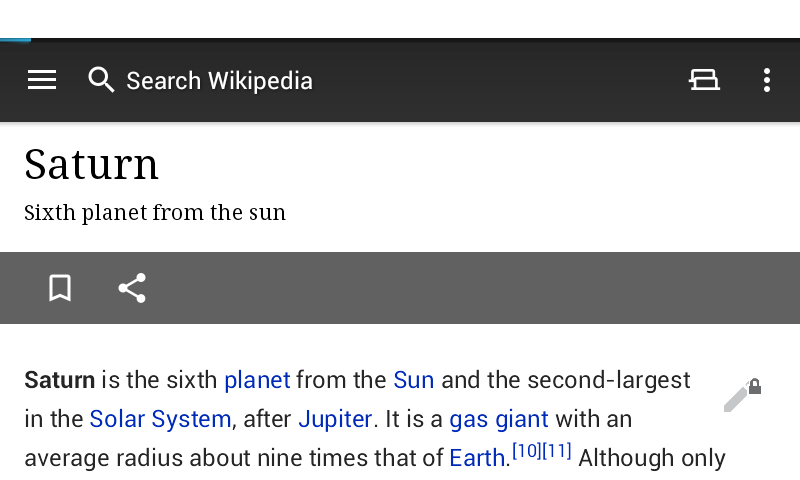 Search Wikipedia
Saturn
Sixth planet from the sun
Saturn is the sixth planet from the Sun and the second-largest
in the Solar System, after Jupiter. It is a gas giant with an
average radius about nine times that of Earth.[10][11] Although only